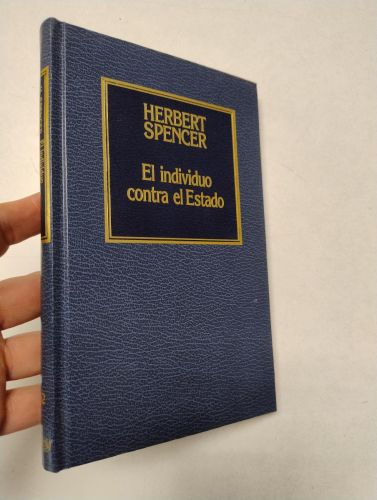 HERBERT
SPENCER
El individuo
contra el Estado